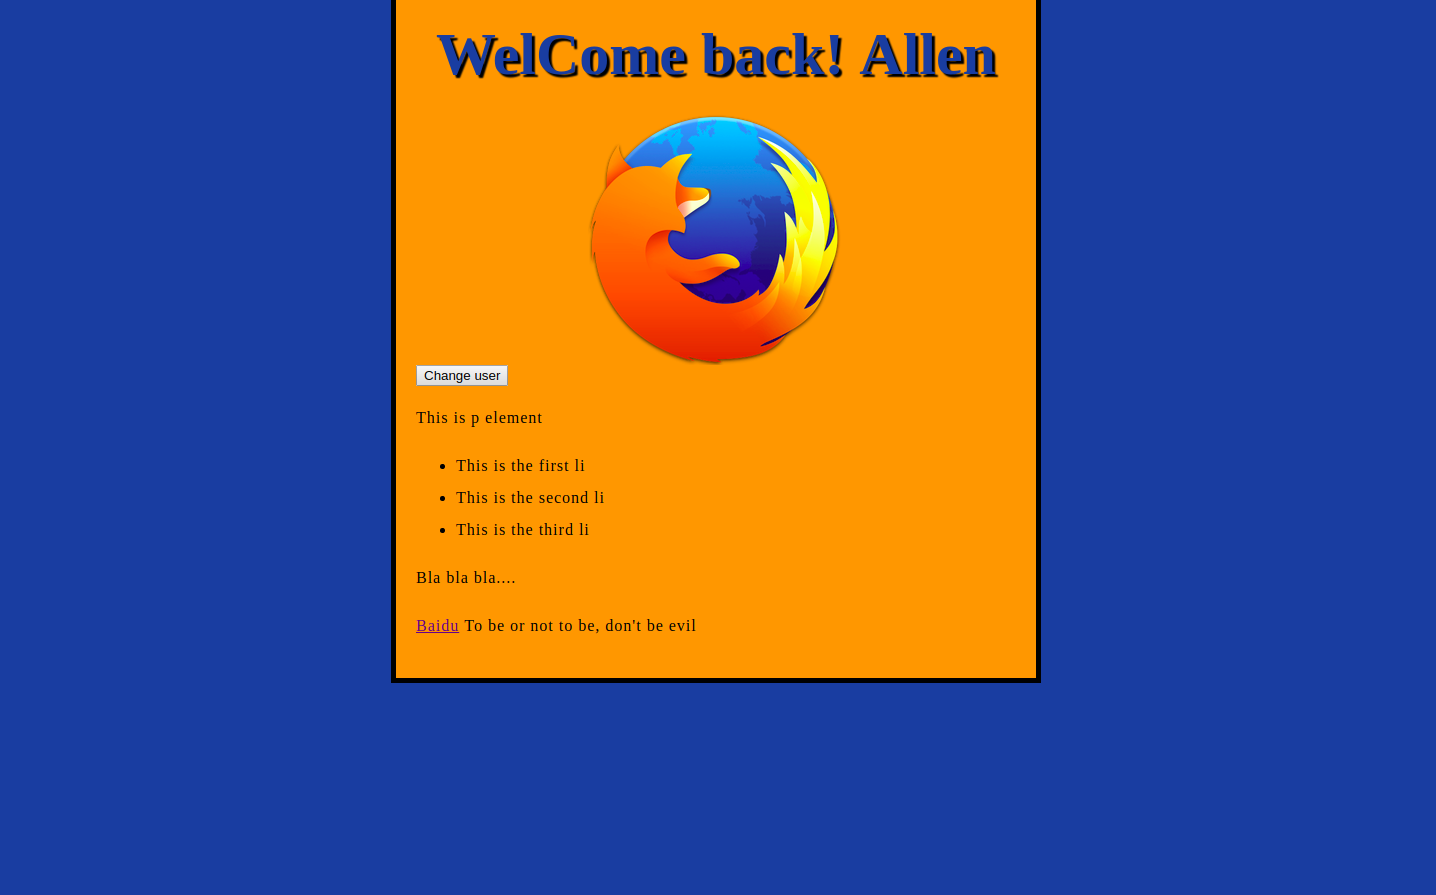 WelCome back! Allen
Change user
This is p element
This is the first li
This is the second li
This is the third li
Bla bla bla....
Baidu To be or not to be, don't be evil